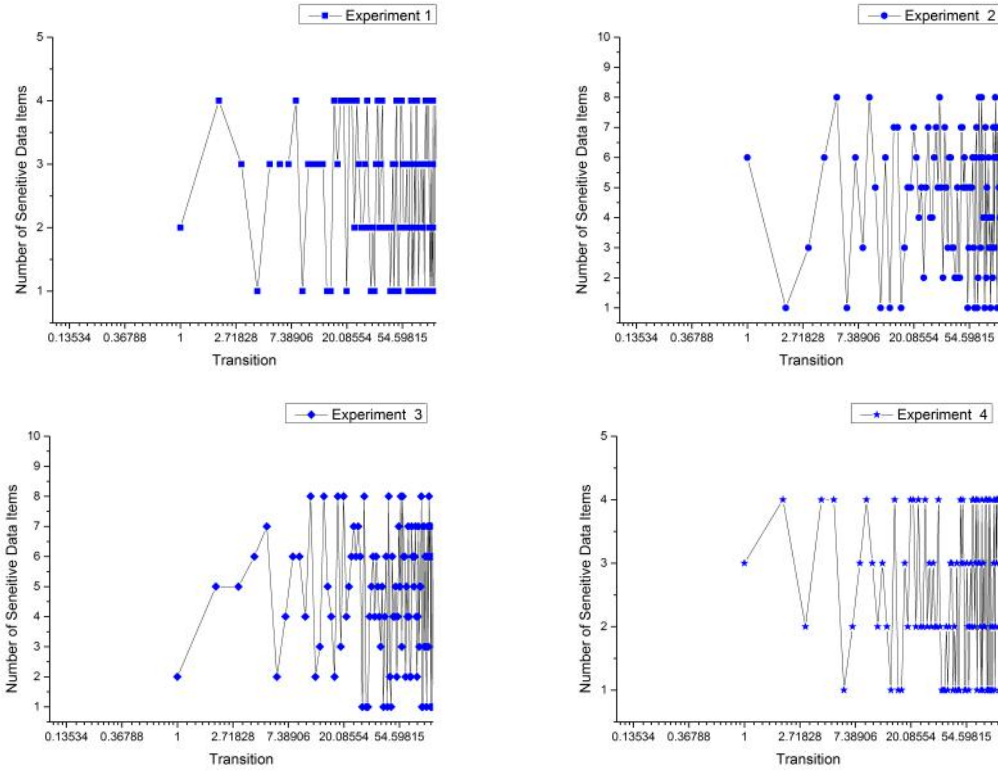 Experiment 1
5
4
3
2
1
Number of Seneitive Data Items
0.13534 0.36788 1 2.71828 7.38906 20.08554 54.59815
Transition
Experiment 2
10
9
8
7
6
5
4
3
2
1
Number of Seneitive Data Items
0.13534 0.36788 1 2.71828 7.38906 20.08554 54.59815
Transition
Experiment 3
10
9
8
7
6
5
4
3
2
1
Number of Seneitive Data Items
0.13534 0.36788 1 2.71828 7.38906 20.08554 54.59815
Transition
Experiment 4
5
4
3
2
1
Number of Seneitive Data Items
0.13534 0.36788 1 2.71828 7.38906 20.08554 54.59815
Transition